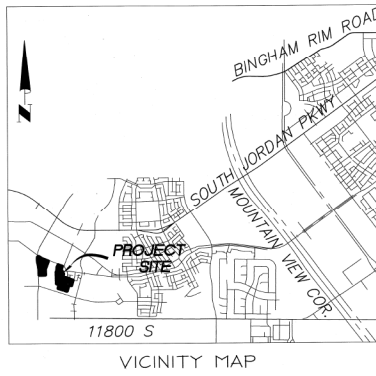 BINGHAM RIM ROAD
N
SOUTH JORDAN PKWY
MOUNTAIN VIEW COR.
PROJECT
SITE
11800 S
VICINITY MAP